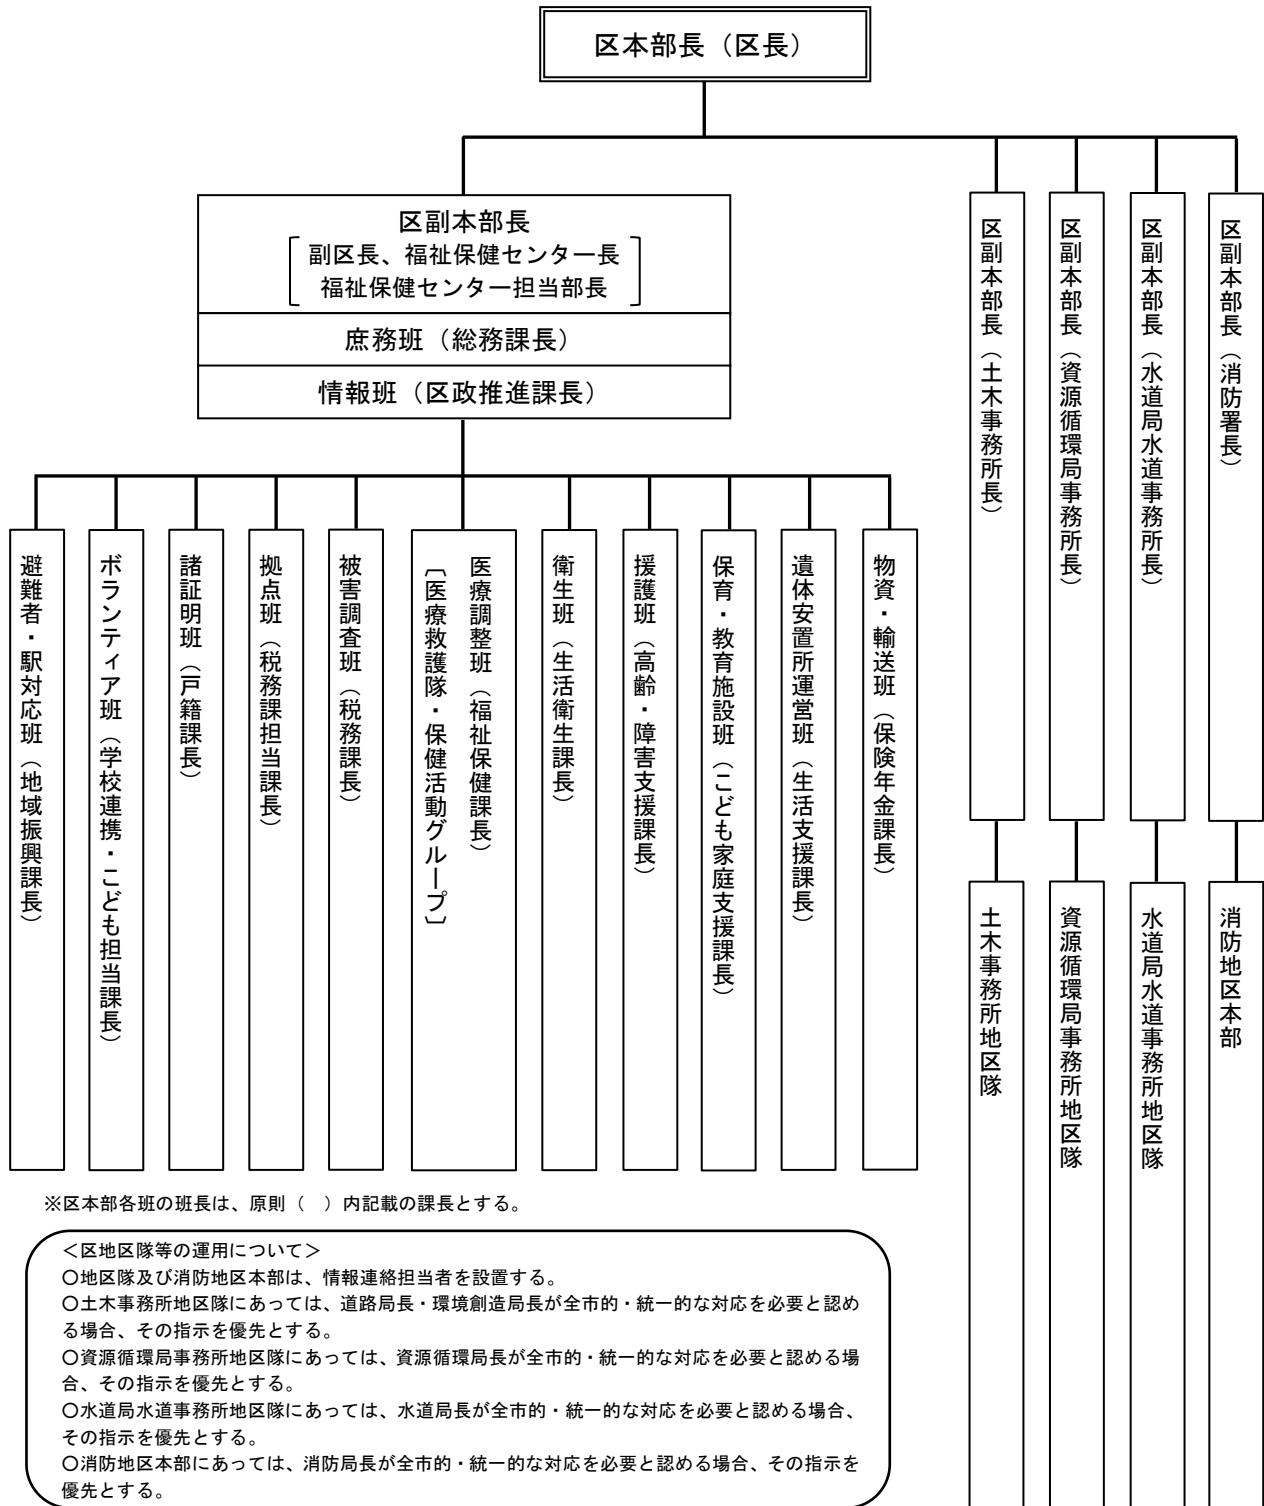 区本部長（区長）
区副本部長
副区長、福祉保健センター長
福祉保健センター担当部長
庶務班（総務課長）
情報班（区政推進課長）
区副本部長（土木事務所長）
区副本部長（資源循環局事務所長）
区副本部長（水道局水道事務所長）
区副本部長（消防署長）
避難者・駅対応班（地域振興課長）
ボランティア班（学校連携・こども担当課長）
諸証明班（戸籍課長）
拠点班（税務課担当課長）
被害調査班（税務課長）
医療調整班（福祉保健課長）
〔医療救護隊・保健活動グループ〕
衛生班（生活衛生課長）
援護班（高齢・障害支援課長）
保育・教育施設班（こども家庭支援課長）
遺体安置所運営班（生活支援課長）
物資・輸送班（保険年金課長）
土木事務所地区隊
資源循環局事務所地区隊
水道局水道事務所地区隊
消防地区本部
※区本部各班の班長は、原則（　）内記載の課長とする。
＜区地区隊等の運用について＞
○地区隊及び消防地区本部は、情報連絡担当者を設置する。
○土木事務所地区隊にあっては、道路局長・環境創造局長が全市的・統一的な対応を必要と認め
る場合、その指示を優先とする。
○資源循環局事務所地区隊にあっては、資源循環局長が全市的・統一的な対応を必要と認める場
合、その指示を優先とする。
○水道局水道事務所地区隊にあっては、水道局長が全市的・統一的な対応を必要と認める場合、
その指示を優先とする。
○消防地区本部にあっては、消防局長が全市的・統一的な対応を必要と認める場合、その指示を
優先とする。